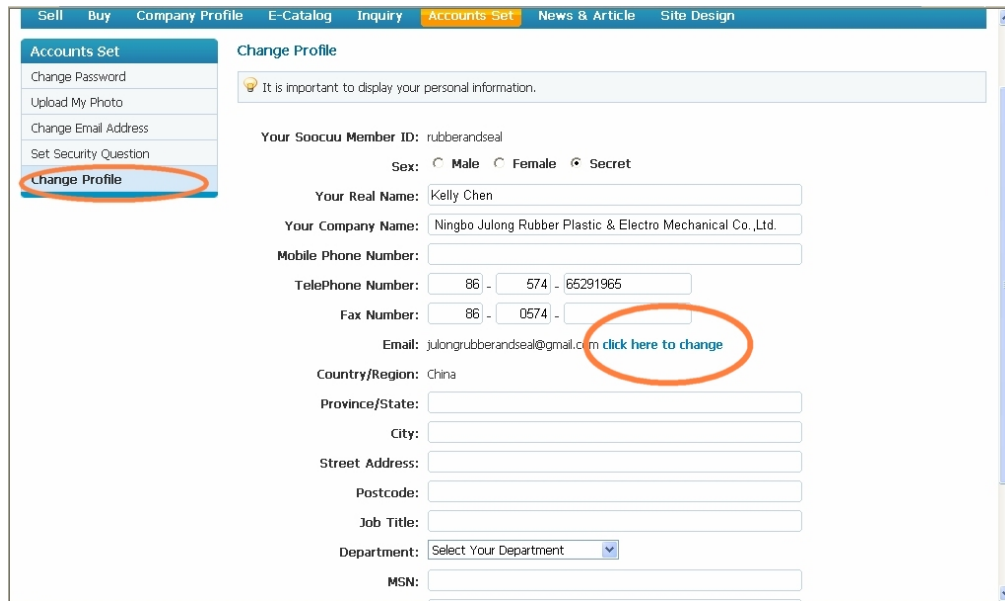 Sell Buy Company Profile E-Catalog Inquiry Accounts Set News & Article Site Design
Accounts Set
Change Password
Upload My Photo
Change Email Address
Set Security Question
Change Profile
Change Profile
It is important to display your personal information.
Your Soocuu Member ID: rubberandseal
Sex: Male Female Secret
Your Real Name: Kelly Chen
Your Company Name: Ningbo Julong Rubber Plastic & Electro Mechanical Co.,Ltd.
Mobile Phone Number:
TelePhone Number: 86 - 574 - 65291965
Fax Number: 86 - 0574 -
Email: julongrubberandseal@gmail.com click here to change
Country/Region: China
Province/State:
City:
Street Address:
Postcode:
Job Title:
Department: Select Your Department
MSN: